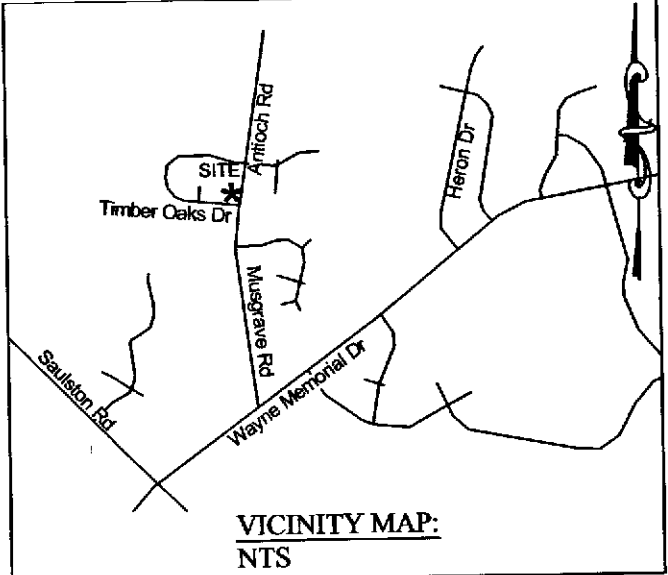 Antioch Rd
Heron Dr
SITE
Timber Oaks Dr
Musgrave Rd
Saulston Rd
Wayne Memorial Dr
VICINITY MAP:
NTS